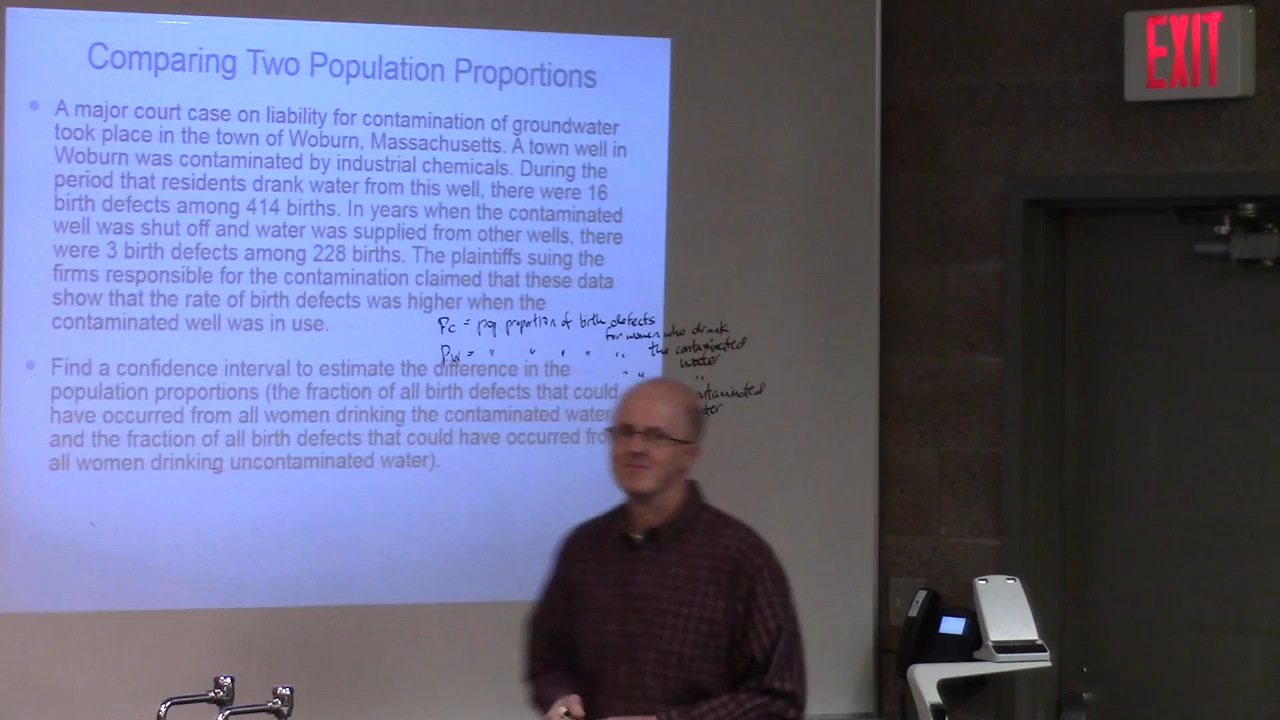 Comparing Two Population Proportions
EXIT
• A major court case on liability for contamination of groundwater
took place in the town of Woburn, Massachusetts. A town well in
Woburn was contaminated by industrial chemicals. During the
period that residents drank water from this well, there were 16
birth defects among 414 births. In years when the contaminated
well was shut off and water was supplied from other wells, there
were 3 birth defects among 228 births. The plaintiffs suing the
firms responsible for the contamination claimed that these data
show that the rate of birth defects was higher when the
contaminated well was in use.
Pc = pop. proportion of birth defects
for women who drank
the contaminated
water
• Find a confidence interval to estimate the difference in the
population proportions (the fraction of all birth defects that could
have occurred from all women drinking the contaminated water
and the fraction of all birth defects that could have occurred
all women drinking uncontaminated water).